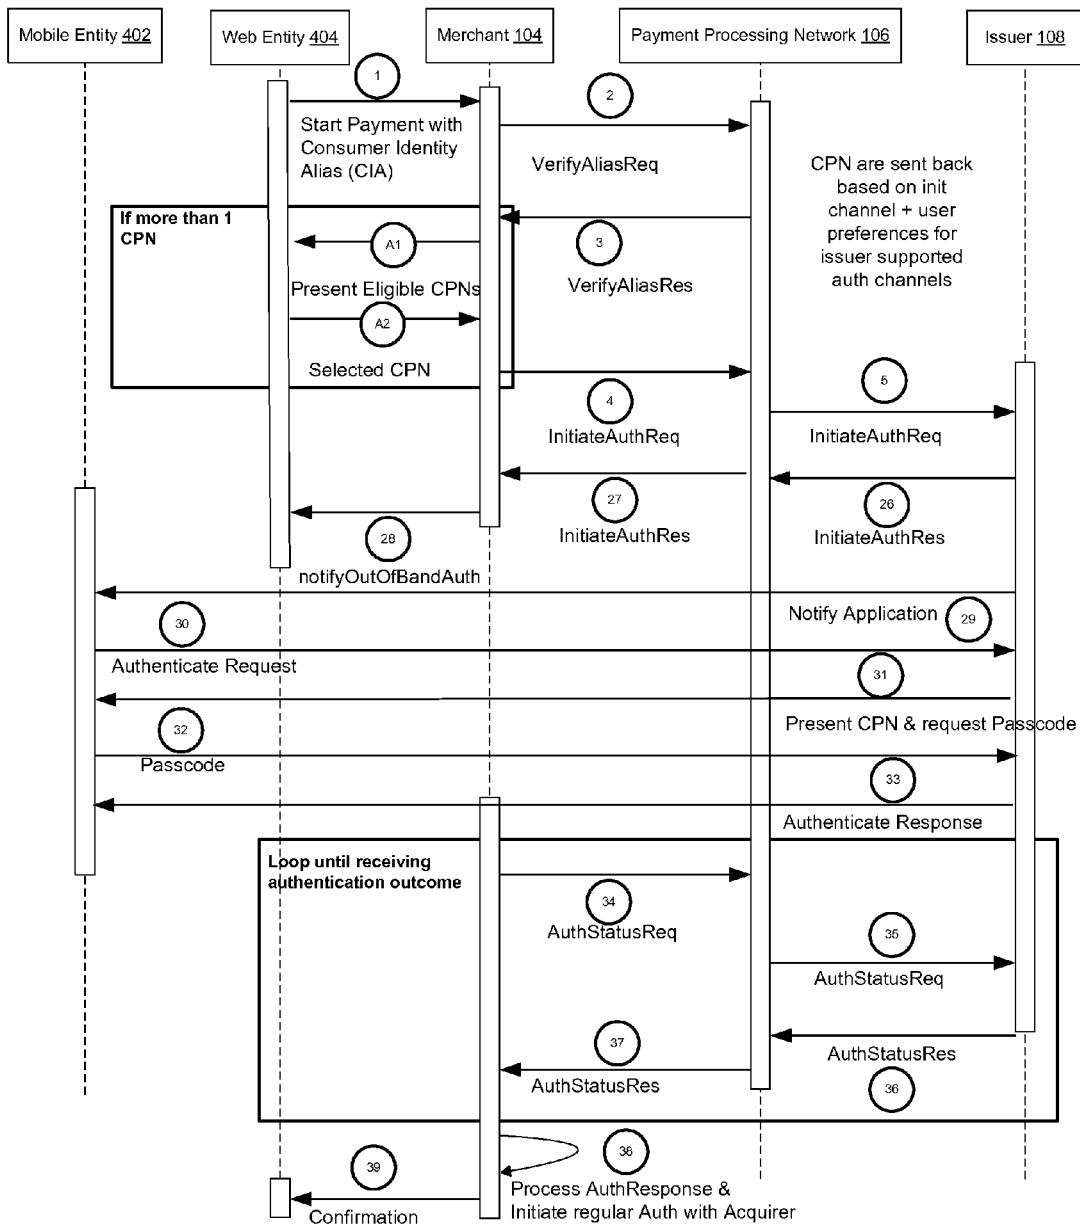 Mobile Entity 402
Web Entity 404
Merchant 104
Payment Processing Network 106
Issuer 108
1
2
Start Payment with
Consumer Identity
Alias (CIA)
VerifyAliasReq
CPN are sent back
based on init
channel + user
preferences for
issuer supported
auth channels
If more than 1
CPN
A1
3
Present Eligible CPNs
VerifyAliasRes
A2
Selected CPN
4
5
InitiateAuthReq
InitiateAuthReq
27
26
InitiateAuthRes
InitiateAuthRes
28
notifyOutOfBandAuth
Notify Application
29
30
Authenticate Request
31
Present CPN & request Passcode
32
Passcode
33
Authenticate Response
Loop until receiving
authentication outcome
34
AuthStatusReq
35
AuthStatusReq
37
AuthStatusRes
AuthStatusRes
36
38
Process AuthResponse &
Initiate regular Auth with Acquirer
39
Confirmation